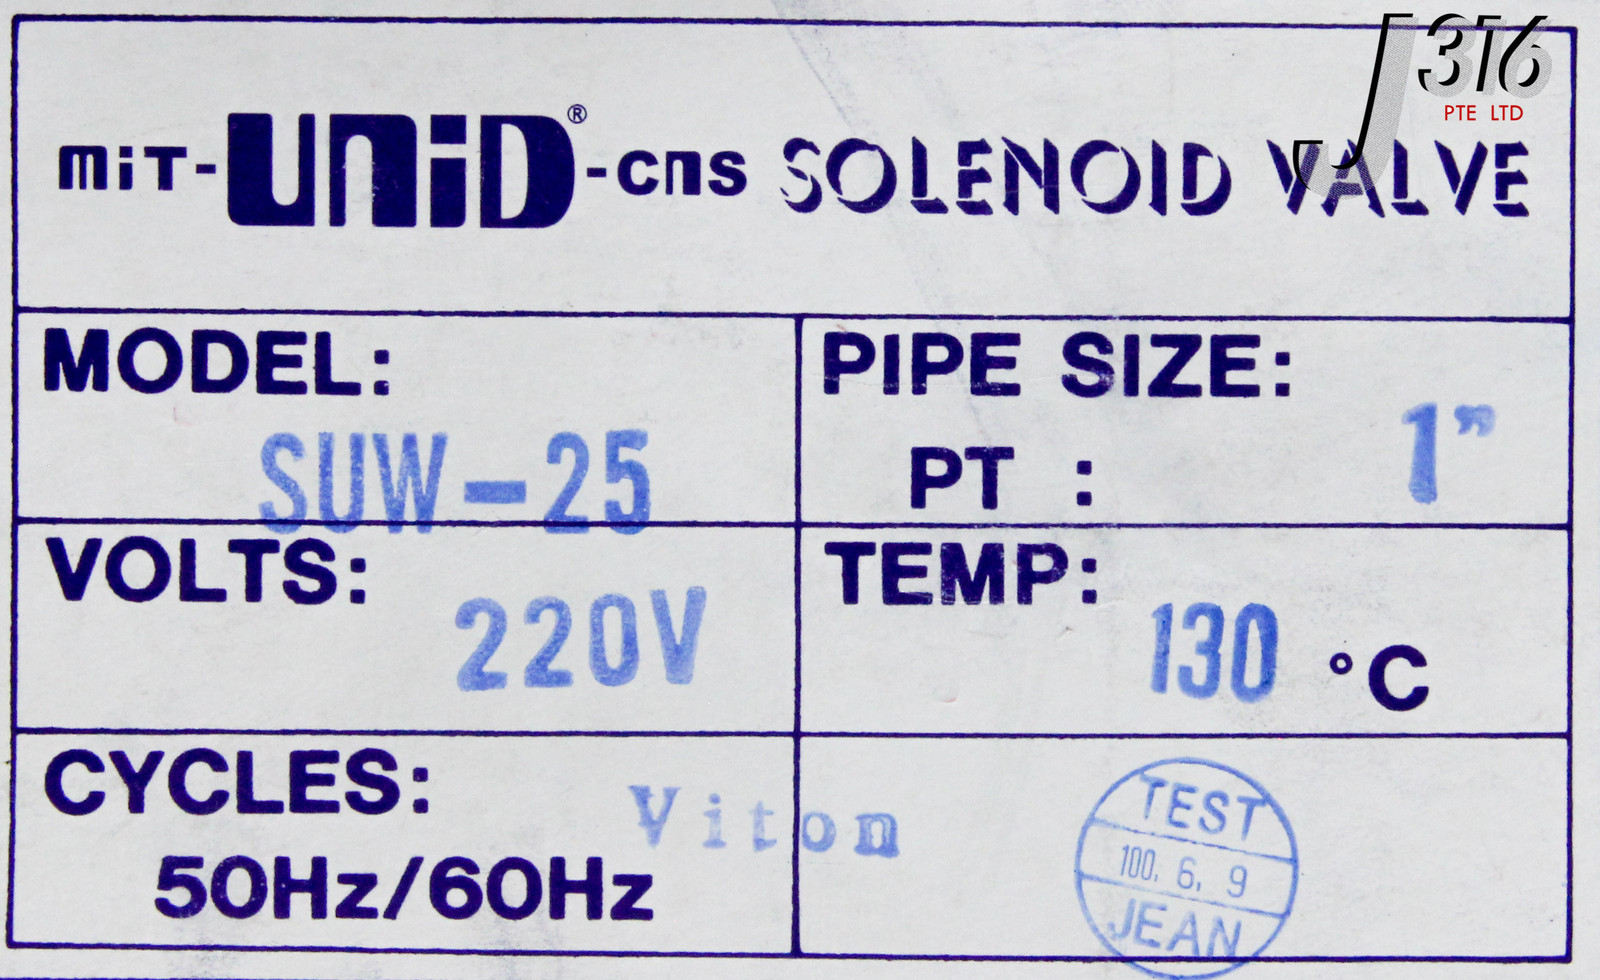 J316
PTE LTD
miT-UNiD®-cns SOLENOID VALVE
MODEL:
SUW-25
PIPE SIZE:
PT : 1"
VOLTS:
220V
TEMP:
130 °C
CYCLES:
50Hz/60Hz
Viton
TEST
100. 6. 9
JEAN